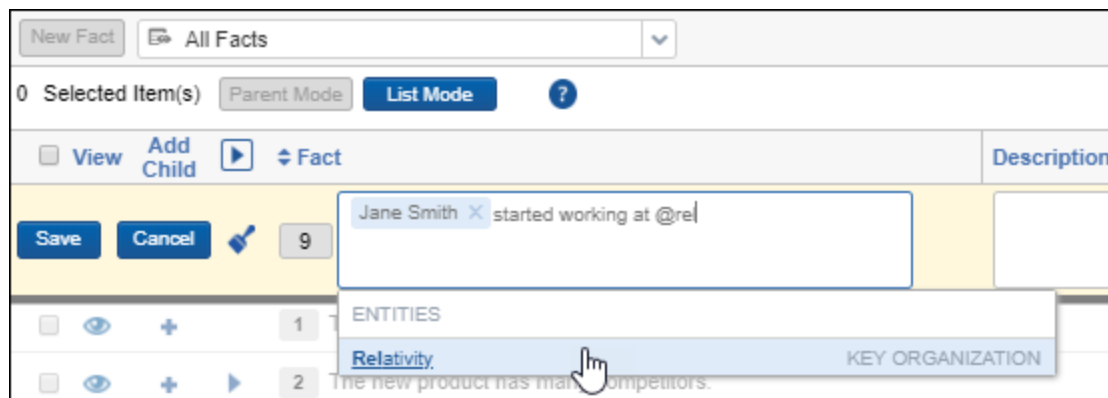 New Fact All Facts
0 Selected Item(s) Parent Mode List Mode ?
View Add Child Fact Description
Jane Smith × started working at @rel
Save Cancel 9
ENTITIES
1
Relativity KEY ORGANIZATION
2 The new product has many competitors.